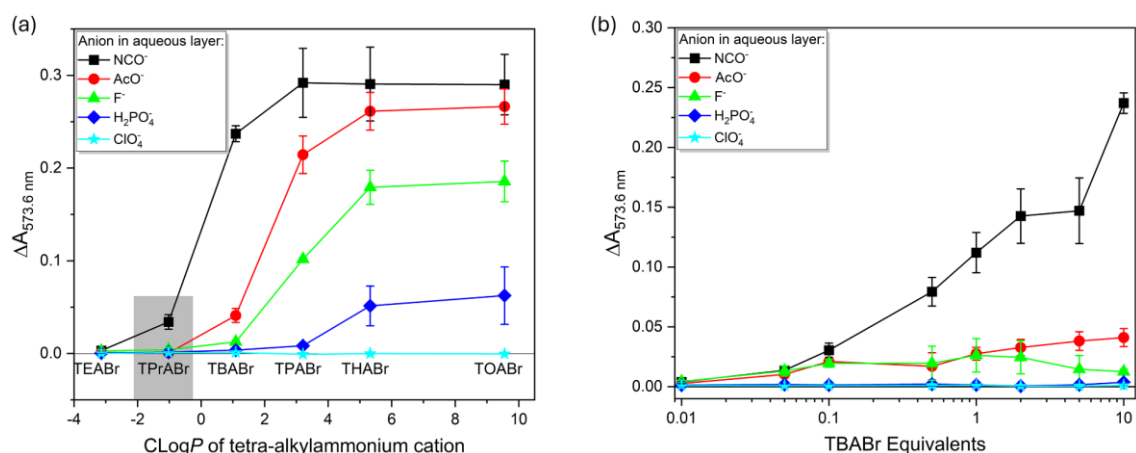 (a)
Anion in aqueous layer:
NCO⁻
AcO⁻
F⁻
H₂PO₄⁻
ClO₄⁻
ΔA₅₇₃.₆ ₙₘ
0.3
0.2
0.1
0.0
TEABr TPrABr TBABr TPABr THABr TOABr
-4 -2 0 2 4 6 8 10
CLogP of tetra-alkylammonium cation
(b)
Anion in aqueous layer:
NCO⁻
AcO⁻
F⁻
H₂PO₄⁻
ClO₄⁻
ΔA₅₇₃.₆ ₙₘ
0.30
0.25
0.20
0.15
0.10
0.05
0.00
0.01 0.1 1 10
TBABr Equivalents